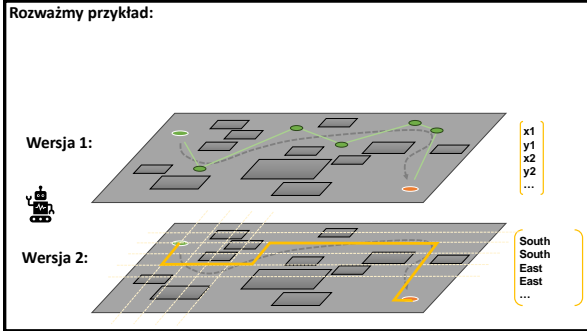 Rozważmy przykład:
Wersja 1:
x1
y1
x2
y2
...
Wersja 2:
South
South
East
East
...